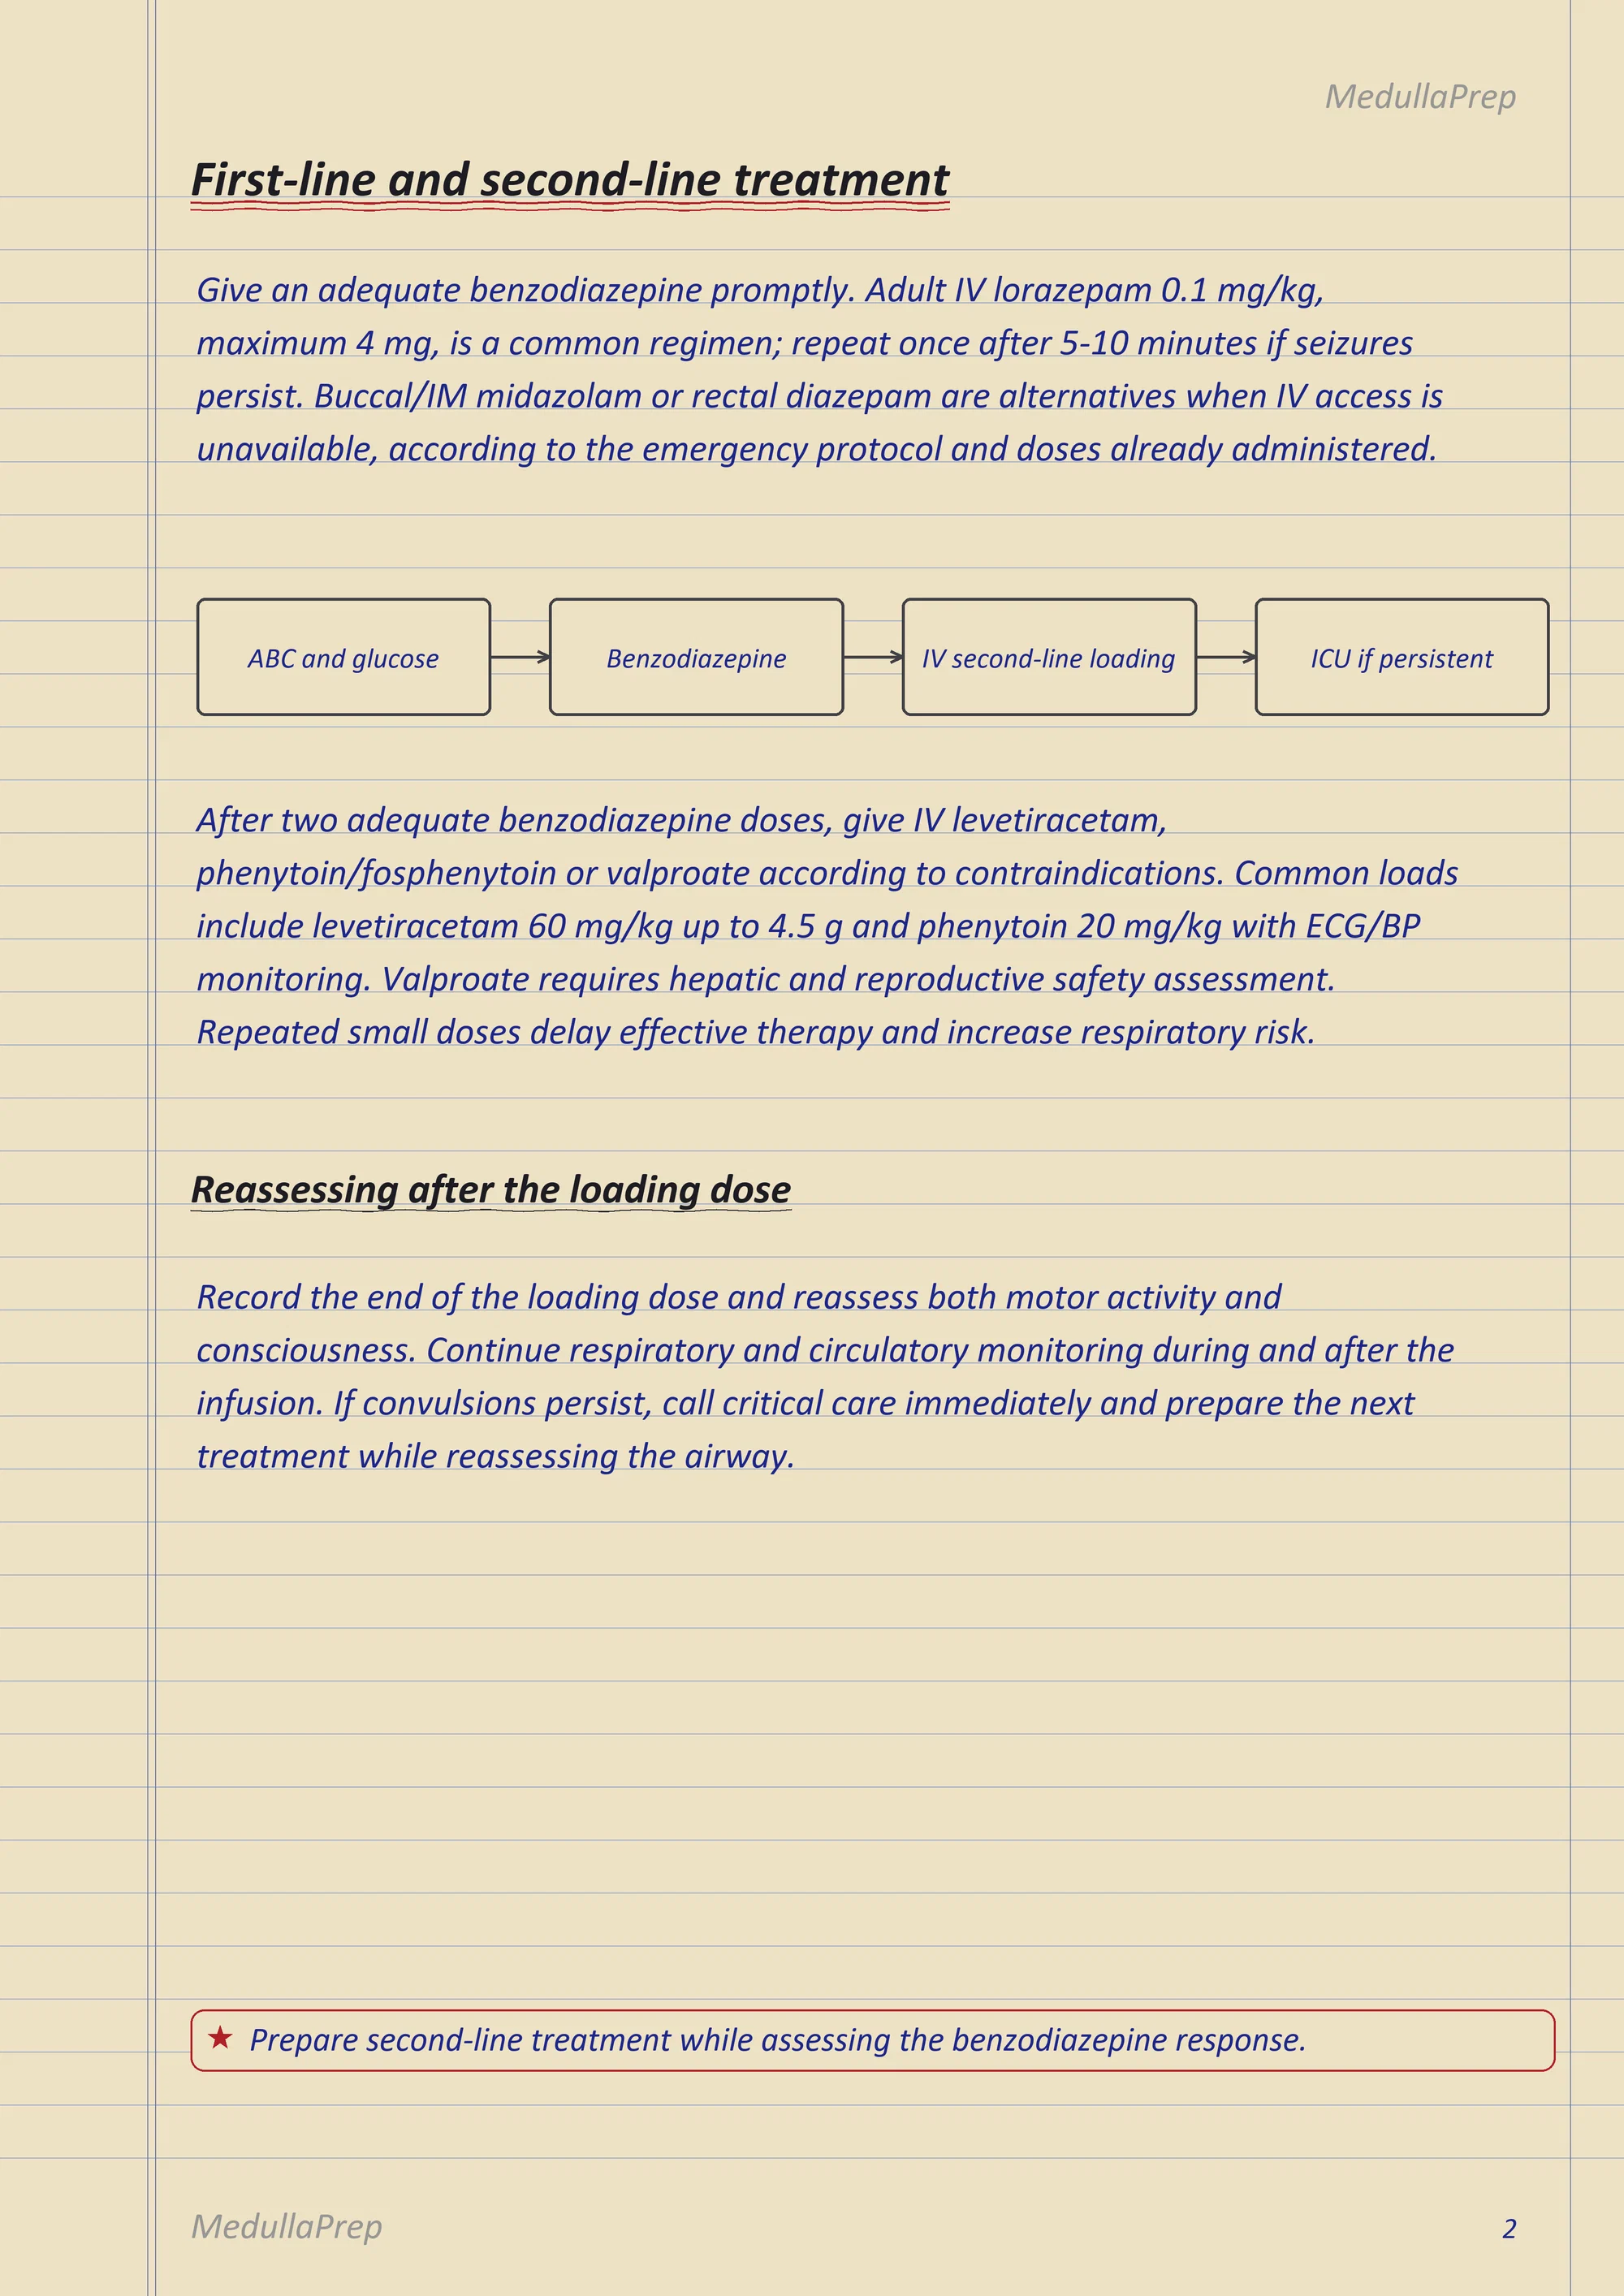 MedullaPrep
First-line and second-line treatment
Give an adequate benzodiazepine promptly. Adult IV lorazepam 0.1 mg/kg,
maximum 4 mg, is a common regimen; repeat once after 5-10 minutes if seizures
persist. Buccal/IM midazolam or rectal diazepam are alternatives when IV access is
unavailable, according to the emergency protocol and doses already administered.
ABC and glucose
Benzodiazepine
IV second-line loading
ICU if persistent
After two adequate benzodiazepine doses, give IV levetiracetam,
phenytoin/fosphenytoin or valproate according to contraindications. Common loads
include levetiracetam 60 mg/kg up to 4.5 g and phenytoin 20 mg/kg with ECG/BP
monitoring. Valproate requires hepatic and reproductive safety assessment.
Repeated small doses delay effective therapy and increase respiratory risk.
Reassessing after the loading dose
Record the end of the loading dose and reassess both motor activity and
consciousness. Continue respiratory and circulatory monitoring during and after the
infusion. If convulsions persist, call critical care immediately and prepare the next
treatment while reassessing the airway.
★ Prepare second-line treatment while assessing the benzodiazepine response.
MedullaPrep
2